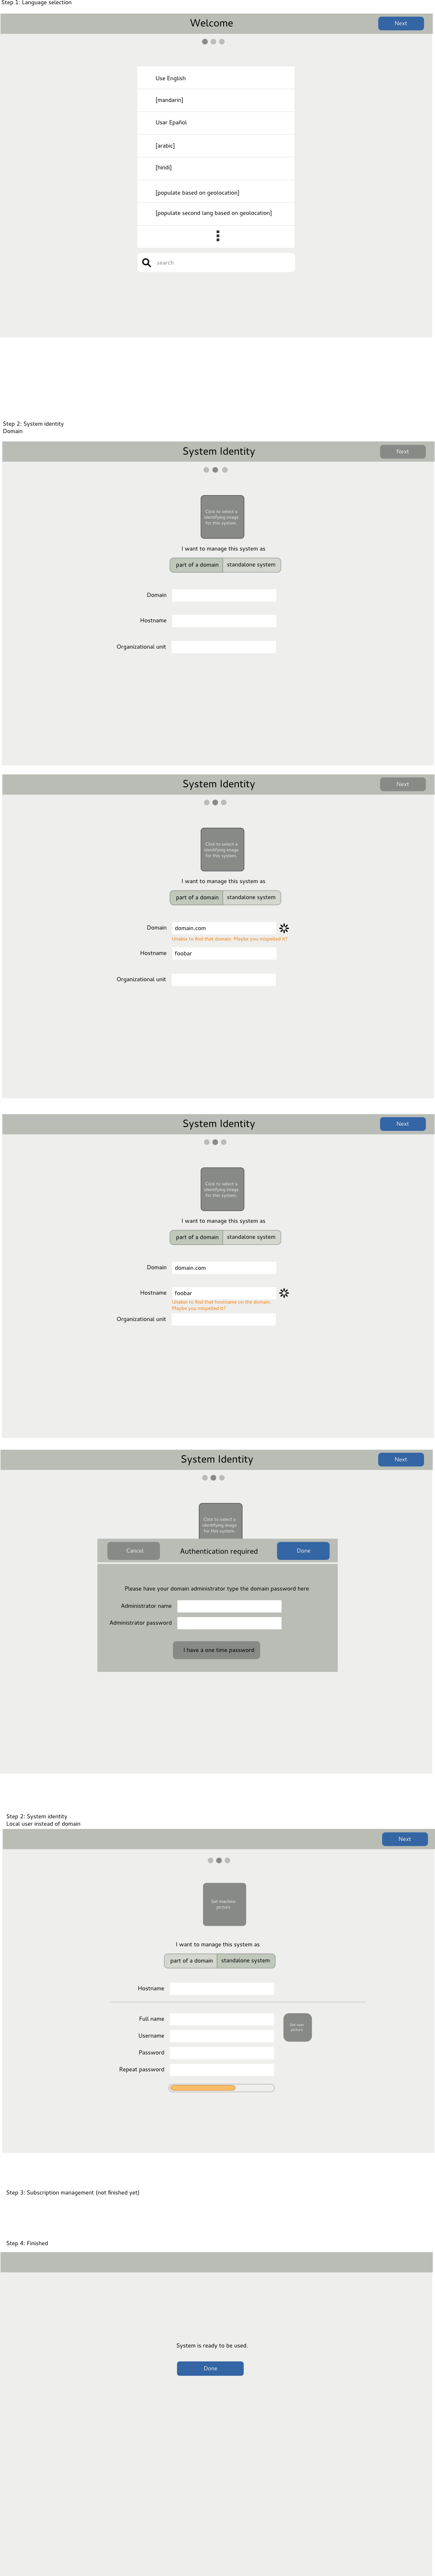 Step 1: Language selection
Welcome
Next
Use English
[mandarin]
Usar Epañol
[arabic]
[hindi]
[populate based on geolocation]
[populate second lang based on geolocation]
search
Step 2: System identity
Domain
System Identity
Next
Click to select a
identifying image
for this system.
I want to manage this system as
part of a domain
standalone system
Domain
Hostname
Organizational unit
System Identity
Next
Click to select a
identifying image
for this system.
I want to manage this system as
part of a domain
standalone system
Domain
domain.com
Unable to find that domain. Maybe you mispelled it?
Hostname
foobar
Organizational unit
System Identity
Next
Click to select a
identifying image
for this system.
I want to manage this system as
part of a domain
standalone system
Domain
domain.com
Hostname
foobar
Unable to find that hostname on the domain.
Maybe you mispelled it?
Organizational unit
System Identity
Next
Click to select a
identifying image
for this system.
Cancel
Authentication required
Done
Please have your domain administrator type the domain password here
Administrator name
Administrator password
I have a one time password
Step 2: System identity
Local user instead of domain
Next
Set machine
picture
I want to manage this system as
part of a domain
standalone system
Hostname
Full name
Set user
picture
Username
Password
Repeat password
Step 3: Subscription management (not finished yet)
Step 4: Finished
System is ready to be used.
Done